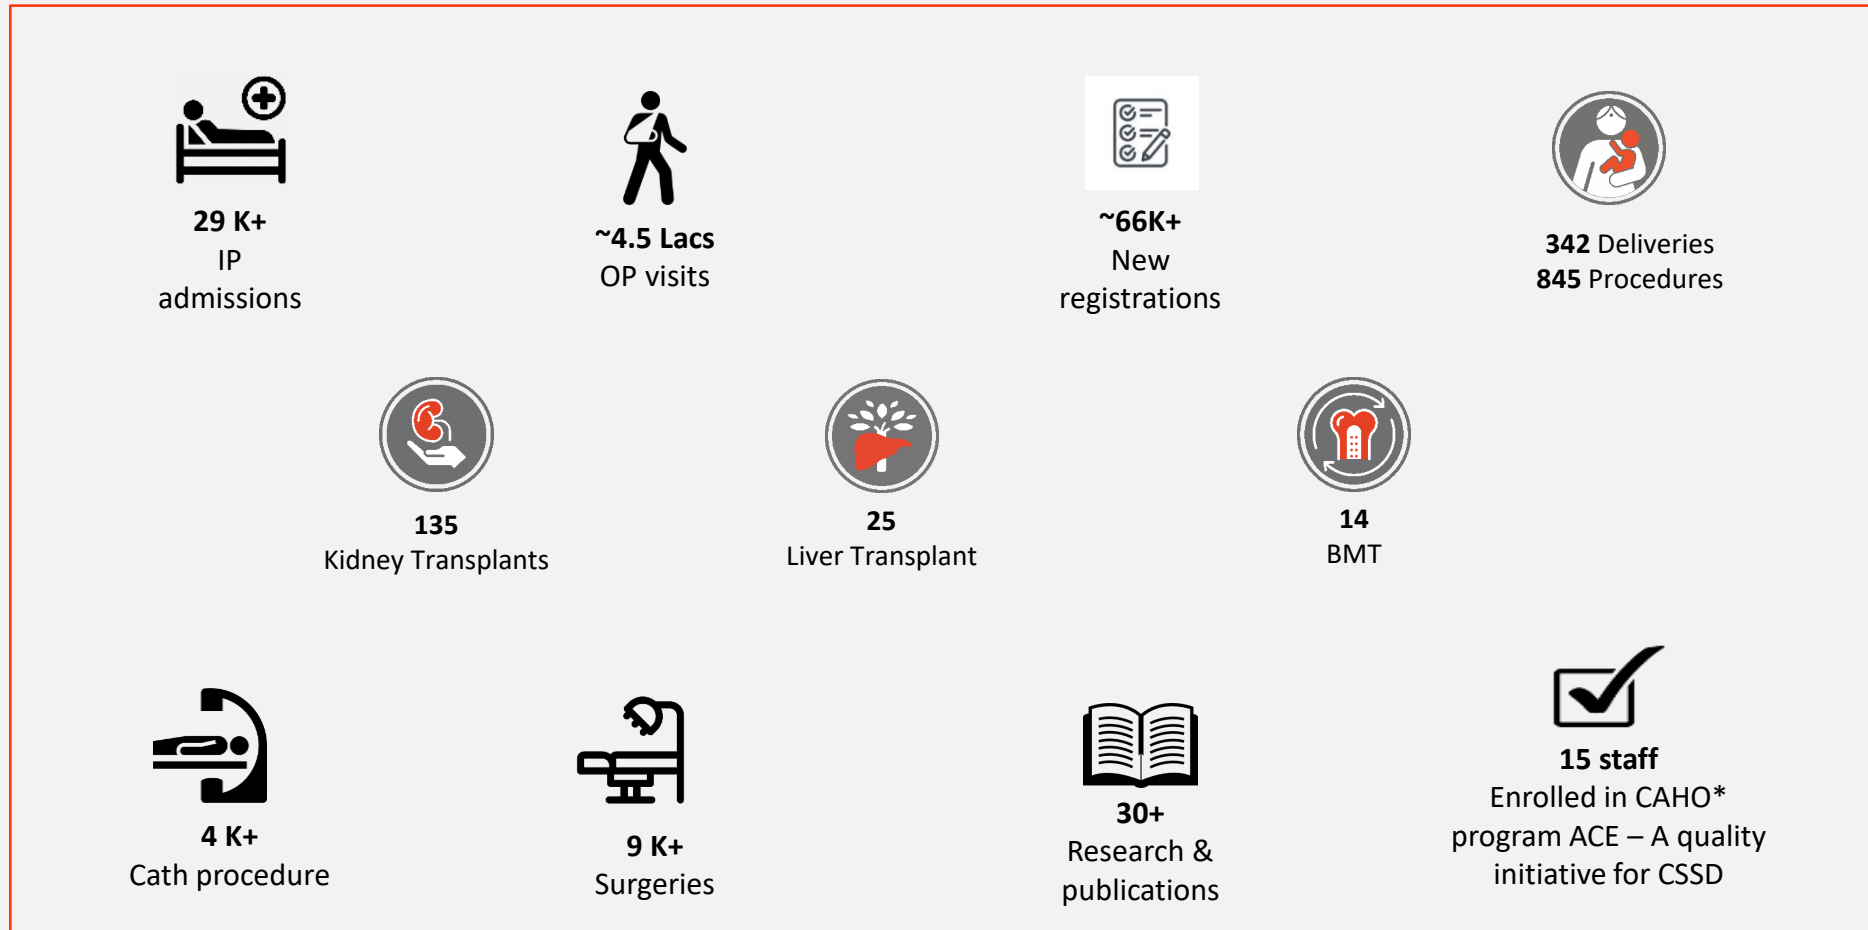 29 K+
IP
admissions
~4.5 Lacs
OP visits
~66K+
New
registrations
342 Deliveries
845 Procedures
135
Kidney Transplants
25
Liver Transplant
14
BMT
4 K+
Cath procedure
9 K+
Surgeries
30+
Research &
publications
15 staff
Enrolled in CAHO*
program ACE – A quality
initiative for CSSD